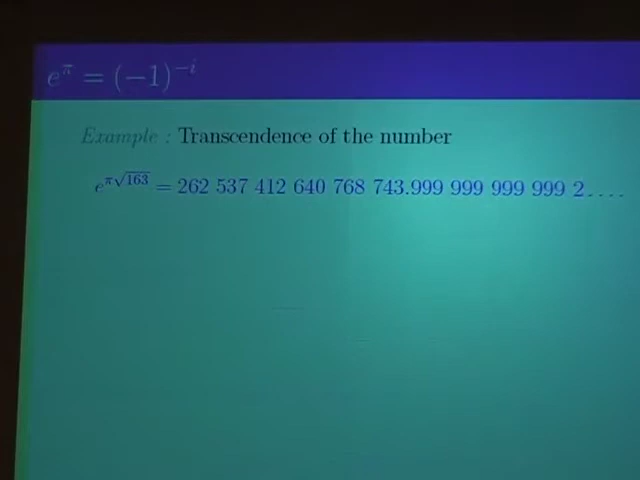 e^π = (−1)^−i
Example : Transcendence of the number
e^π√163 = 262 537 412 640 768 743.999 999 999 999 2....